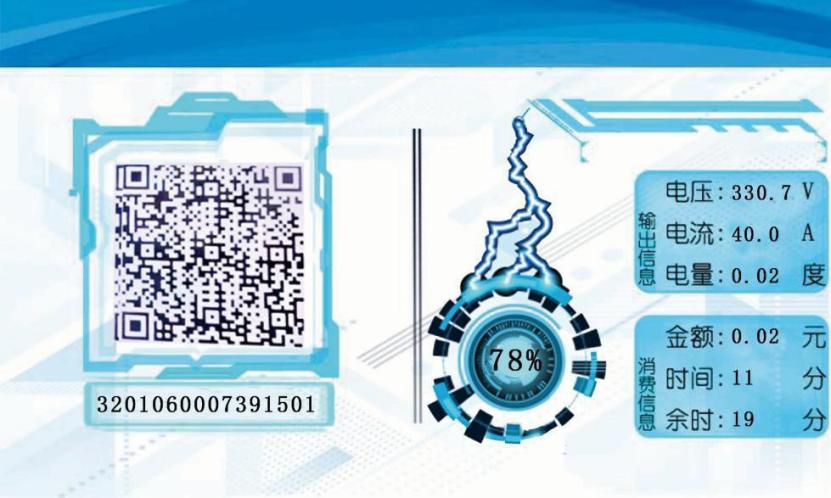 3201060007391501
78%
输出信息
电压:330.7 V
电流:40.0 A
电量:0.02 度
消费信息
金额:0.02 元
时间:11 分
余时:19 分